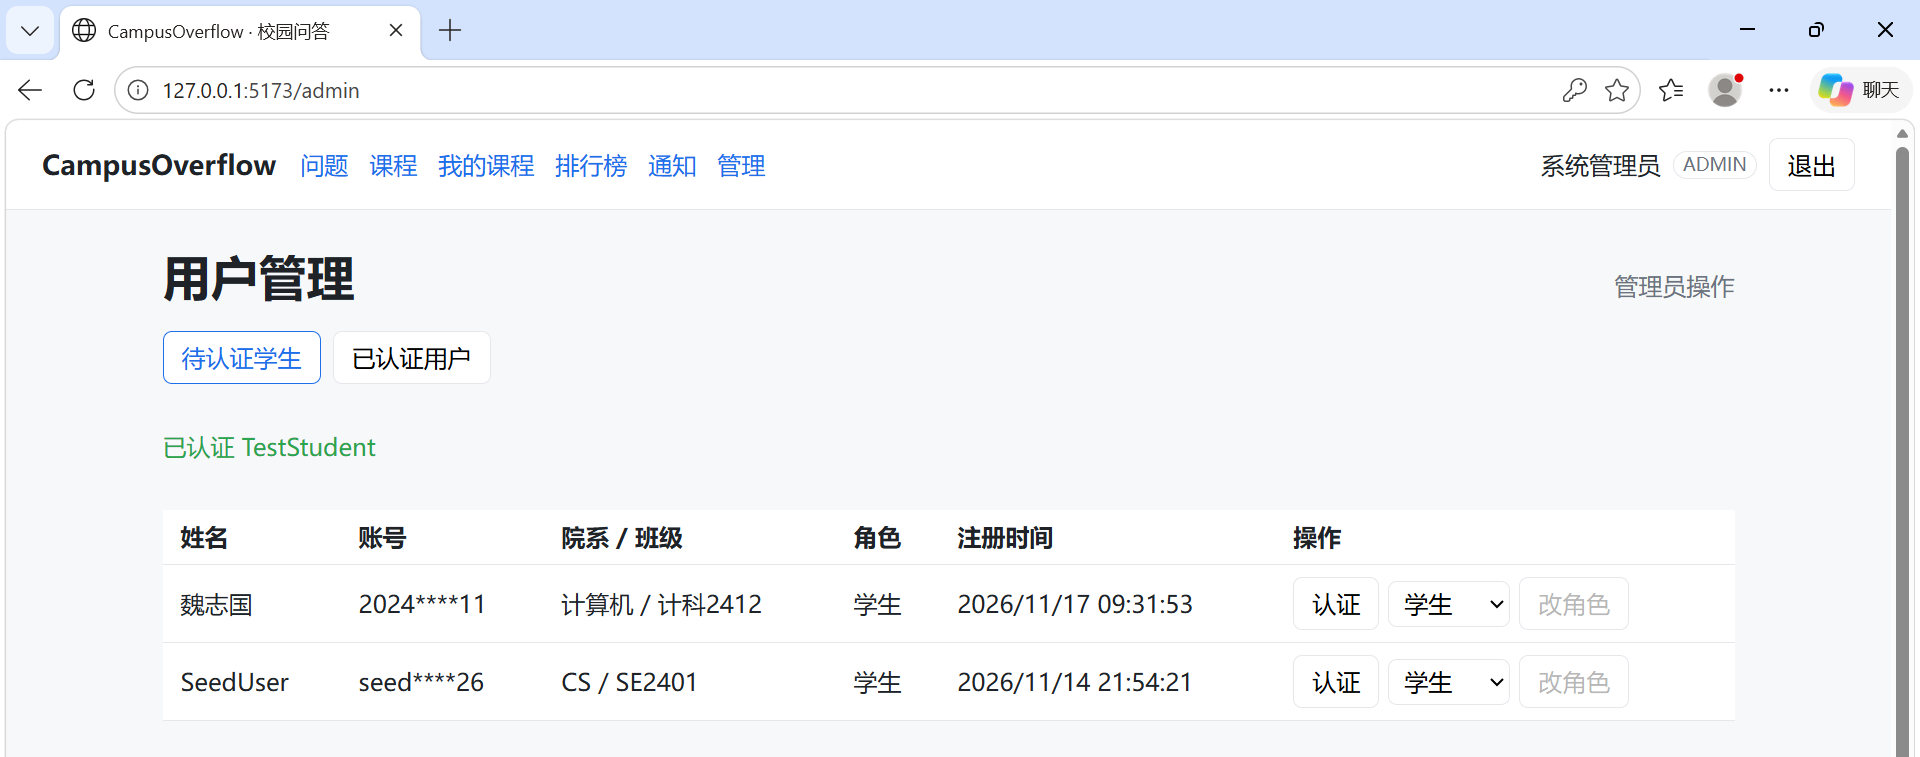 CampusOverflow · 校园问答
127.0.0.1:5173/admin
聊天
CampusOverflow 问题 课程 我的课程 排行榜 通知 管理 系统管理员 ADMIN 退出
用户管理 管理员操作
待认证学生 已认证用户
已认证 TestStudent
姓名 账号 院系 / 班级 角色 注册时间 操作
魏志国 2024****11 计算机 / 计科2412 学生 2026/11/17 09:31:53 认证 学生 改角色
SeedUser seed****26 CS / SE2401 学生 2026/11/14 21:54:21 认证 学生 改角色